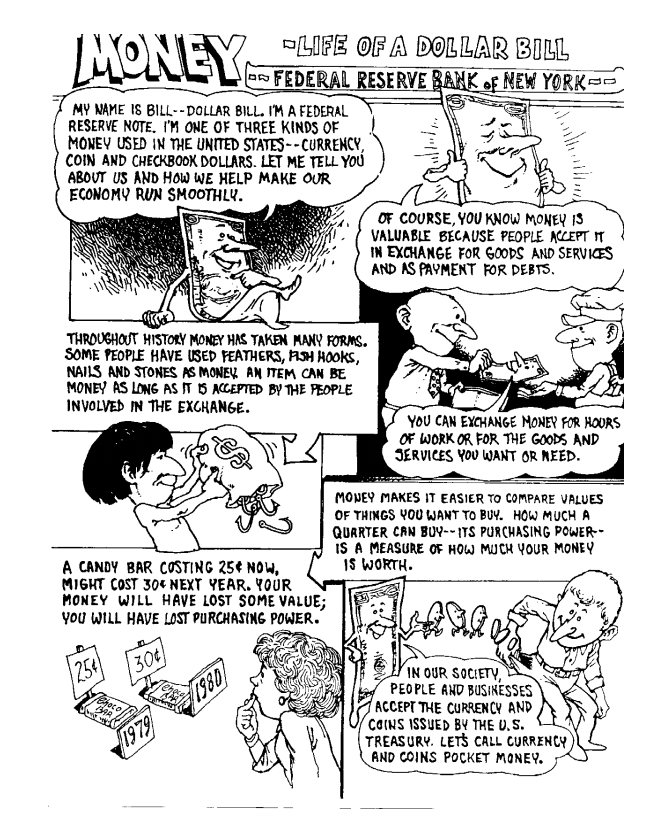 MONEY
-LIFE OF A DOLLAR BILL
-- FEDERAL RESERVE BANK of NEW YORK --
MY NAME IS BILL--DOLLAR BILL. I'M A FEDERAL
RESERVE NOTE. I'M ONE OF THREE KINDS OF
MONEY USED IN THE UNITED STATES--CURRENCY,
COIN AND CHECKBOOK DOLLARS. LET ME TELL YOU
ABOUT US AND HOW WE HELP MAKE OUR
ECONOMY RUN SMOOTHLY.
OF COURSE, YOU KNOW MONEY IS
VALUABLE BECAUSE PEOPLE ACCEPT IT
IN EXCHANGE FOR GOODS AND SERVICES
AND AS PAYMENT FOR DEBTS.
THROUGHOUT HISTORY MONEY HAS TAKEN MANY FORMS.
SOME PEOPLE HAVE USED FEATHERS, FISH HOOKS,
NAILS AND STONES AS MONEY. AN ITEM CAN BE
MONEY AS LONG AS IT IS ACCEPTED BY THE PEOPLE
INVOLVED IN THE EXCHANGE.
YOU CAN EXCHANGE MONEY FOR HOURS
OF WORK OR FOR THE GOODS AND
SERVICES YOU WANT OR NEED.
$ $
MONEY MAKES IT EASIER TO COMPARE VALUES
OF THINGS YOU WANT TO BUY. HOW MUCH A
QUARTER CAN BUY--ITS PURCHASING POWER--
IS A MEASURE OF HOW MUCH YOUR MONEY
IS WORTH.
A CANDY BAR COSTING 25¢ NOW,
MIGHT COST 30¢ NEXT YEAR. YOUR
MONEY WILL HAVE LOST SOME VALUE;
YOU WILL HAVE LOST PURCHASING POWER.
25¢
30¢
CHOCO
BAR
1979
1980
IN OUR SOCIETY,
PEOPLE AND BUSINESSES
ACCEPT THE CURRENCY AND
COINS ISSUED BY THE U.S.
TREASURY. LET'S CALL CURRENCY
AND COINS POCKET MONEY.